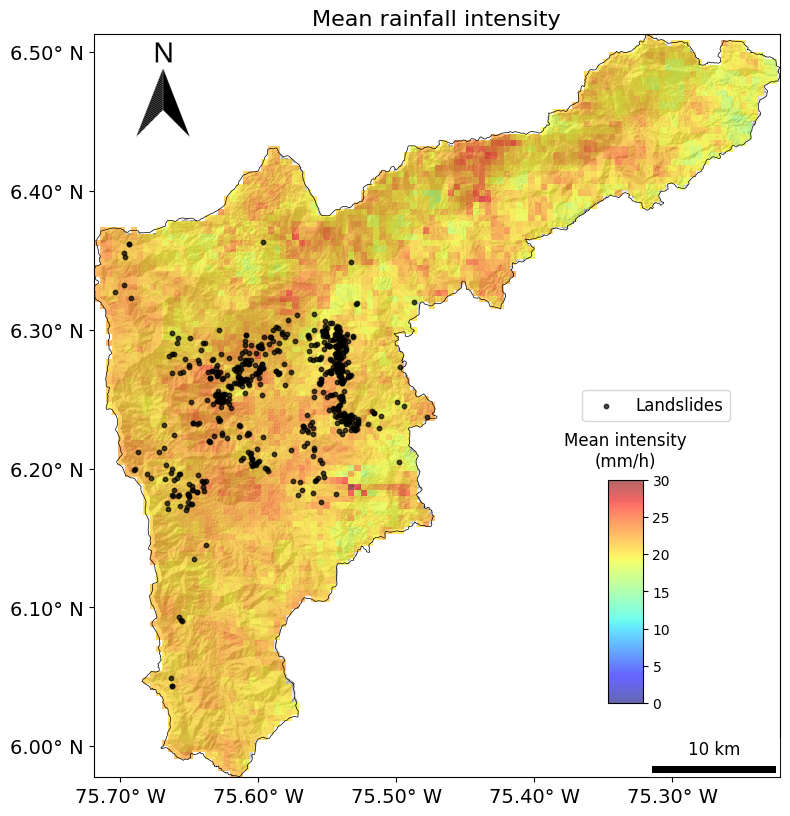 Mean rainfall intensity
N
6.50° N
6.40° N
6.30° N
6.20° N
6.10° N
6.00° N
Landslides
Mean intensity
(mm/h)
30
25
20
15
10
5
0
10 km
75.70° W 75.60° W 75.50° W 75.40° W 75.30° W